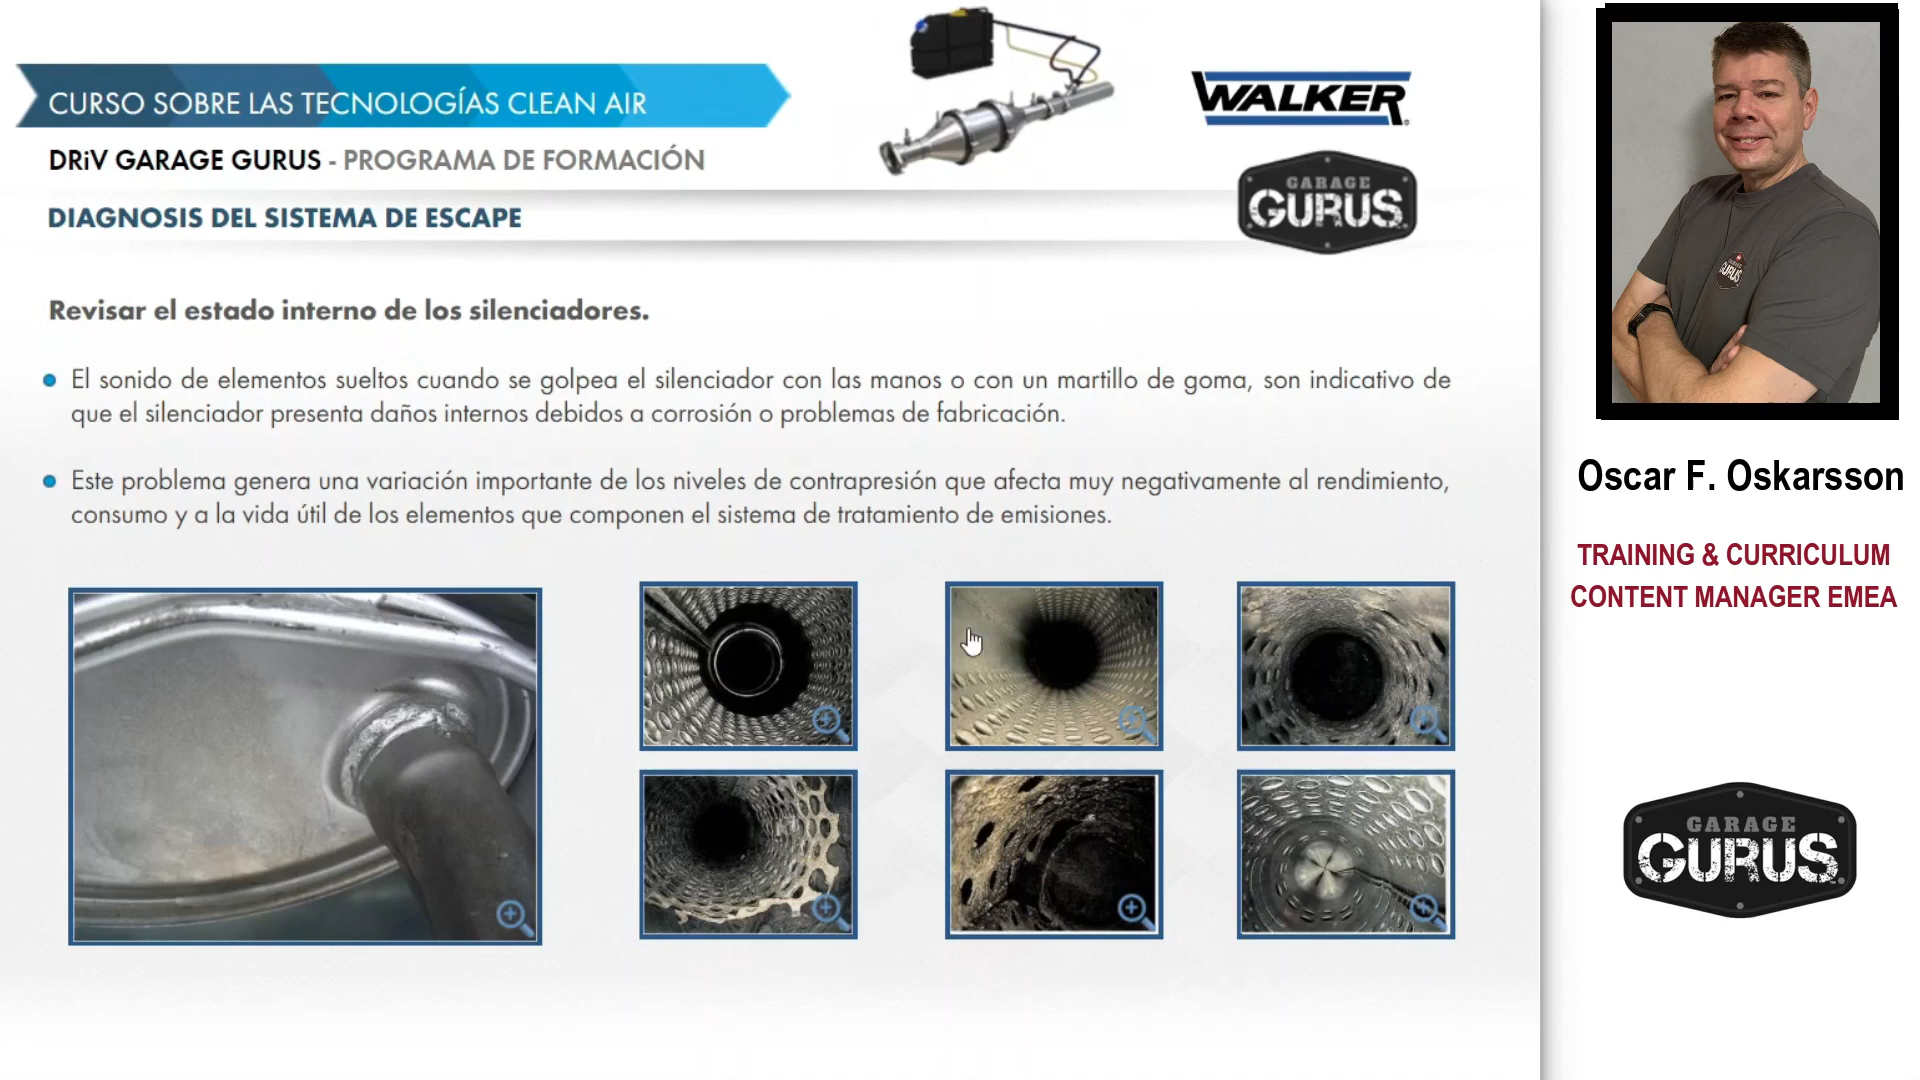 CURSO SOBRE LAS TECNOLOGÍAS CLEAN AIR
DRiV GARAGE GURUS - PROGRAMA DE FORMACIÓN
DIAGNOSIS DEL SISTEMA DE ESCAPE
WALKER®
GARAGE
GURUS
Revisar el estado interno de los silenciadores.
El sonido de elementos sueltos cuando se golpea el silenciador con las manos o con un martillo de goma, son indicativo de
que el silenciador presenta daños internos debidos a corrosión o problemas de fabricación.
Este problema genera una variación importante de los niveles de contrapresión que afecta muy negativamente al rendimiento,
consumo y a la vida útil de los elementos que componen el sistema de tratamiento de emisiones.
GURUS
Oscar F. Oskarsson
TRAINING & CURRICULUM
CONTENT MANAGER EMEA
GARAGE
GURUS